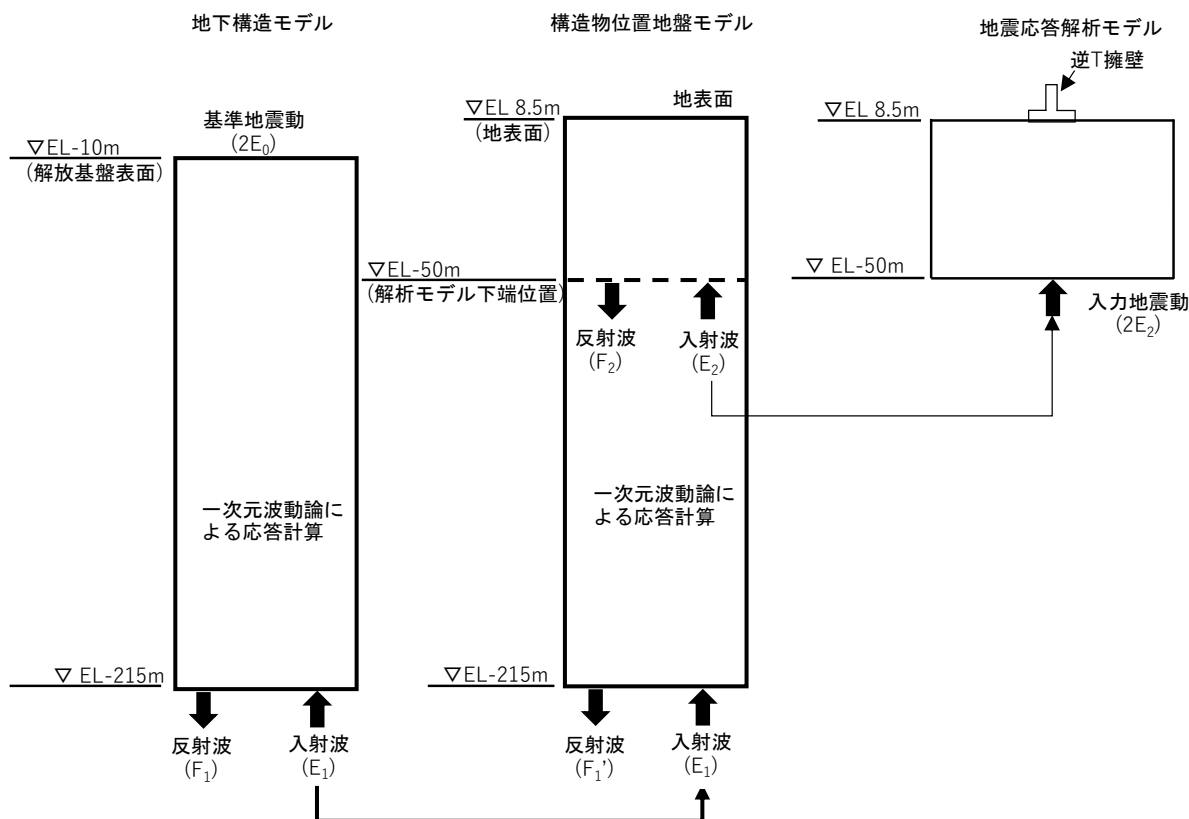 地下構造モデル
構造物位置地盤モデル
地震応答解析モデル
逆T擁壁
基準地震動
(2E₀)
▽EL-10m
(解放基盤表面)
▽EL 8.5m
(地表面)
地表面
▽EL 8.5m
▽EL-50m
(解析モデル下端位置)
▽ EL-50m
反射波
(F₂)
入射波
(E₂)
入力地震動
(2E₂)
一次元波動論に
よる応答計算
一次元波動論に
よる応答計算
▽ EL-215m
▽EL-215m
反射波
(F₁)
入射波
(E₁)
反射波
(F₁')
入射波
(E₁)